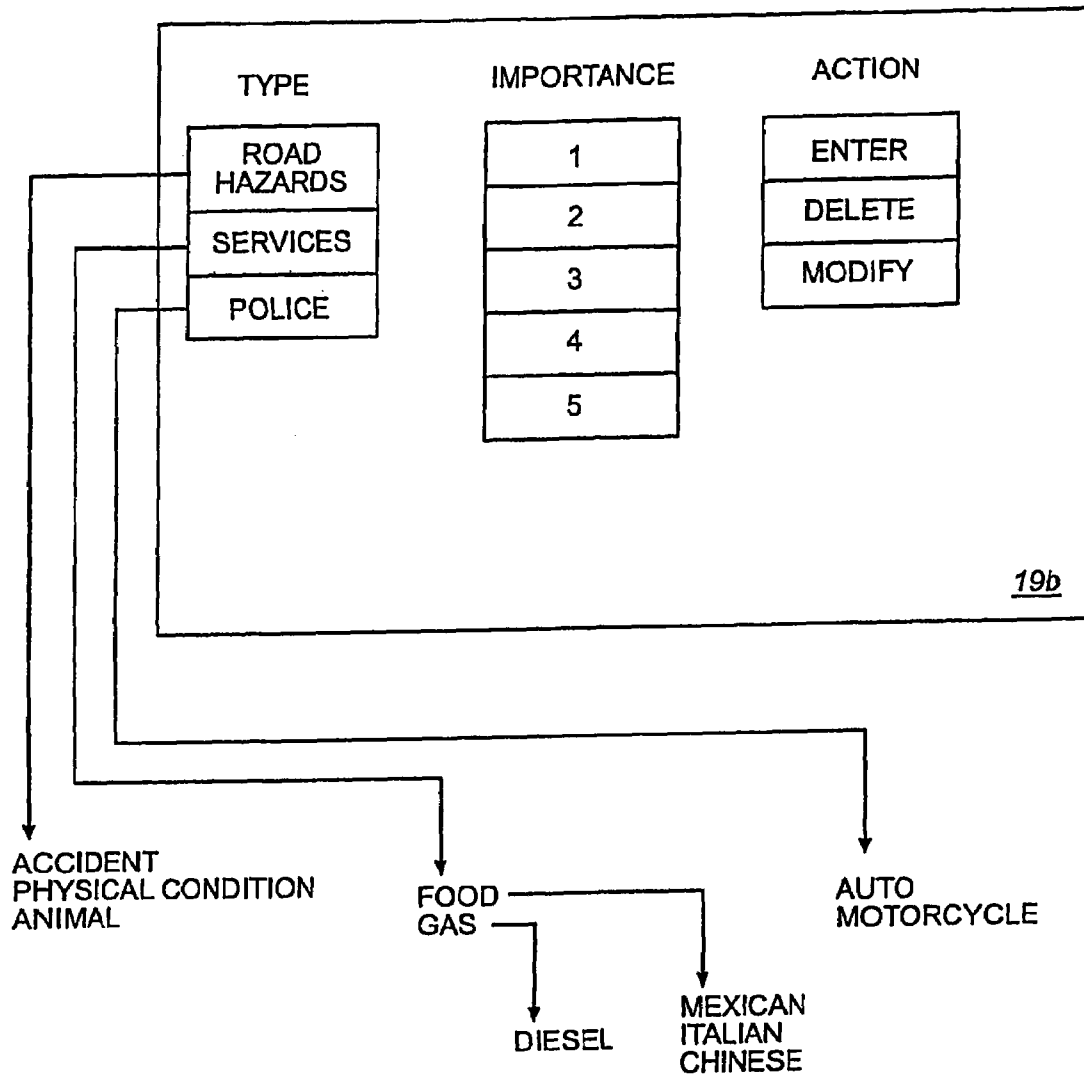 TYPE
IMPORTANCE
ACTION
ROAD
HAZARDS
SERVICES
POLICE
1
2
3
4
5
ENTER
DELETE
MODIFY
19b
ACCIDENT
PHYSICAL CONDITION
ANIMAL
FOOD
GAS
DIESEL
MEXICAN
ITALIAN
CHINESE
AUTO
MOTORCYCLE